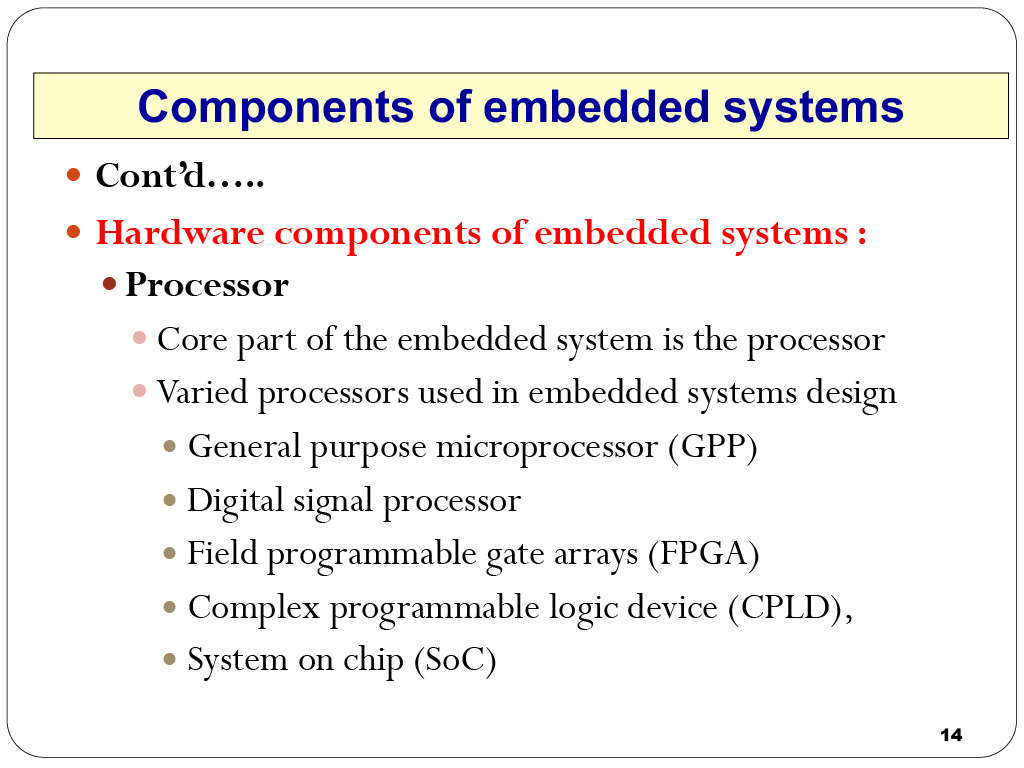 Components of embedded systems
Cont’d…..
Hardware components of embedded systems :
Processor
Core part of the embedded system is the processor
Varied processors used in embedded systems design
General purpose microprocessor (GPP)
Digital signal processor
Field programmable gate arrays (FPGA)
Complex programmable logic device (CPLD),
System on chip (SoC)
14